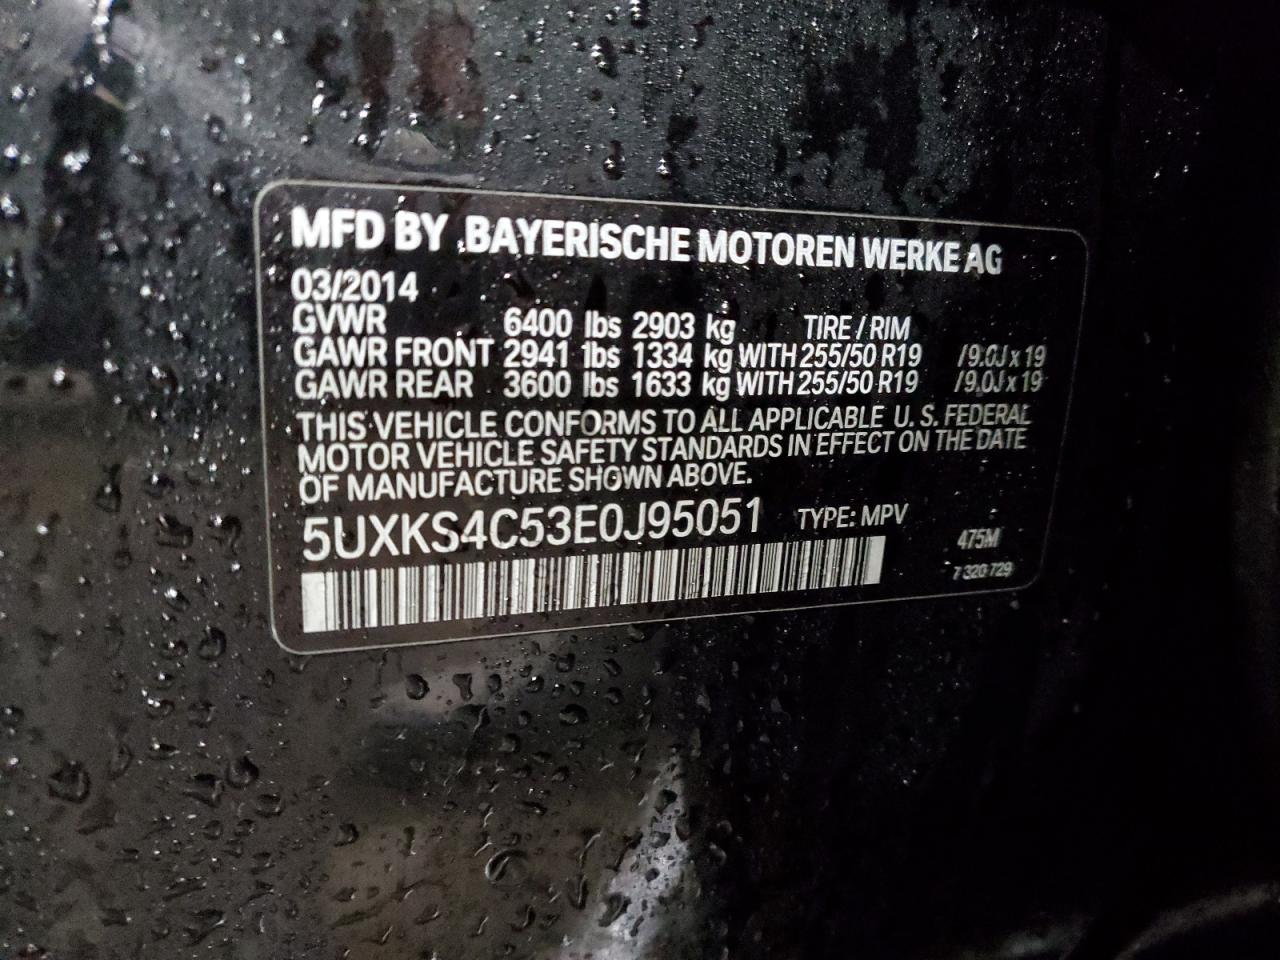 MFD BY BAYERISCHE MOTOREN WERKE AG
03/2014
GVWR 6400 lbs 2903 kg TIRE / RIM
GAWR FRONT 2941 lbs 1334 kg WITH 255/50 R19 /9.0J x 19
GAWR REAR 3600 lbs 1633 kg WITH 255/50 R19 /9.0J x 19
THIS VEHICLE CONFORMS TO ALL APPLICABLE U. S. FEDERAL
MOTOR VEHICLE SAFETY STANDARDS IN EFFECT ON THE DATE
OF MANUFACTURE SHOWN ABOVE.
5UXKS4C53E0J95051 TYPE: MPV
475M
7 320 729